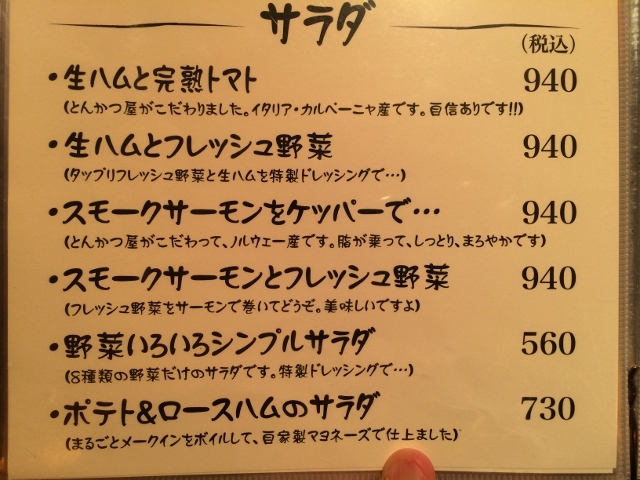 サラダ
(税込)
・生ハムと完熟トマト 940
(とんかつ屋がこだわりました。イタリア・カルペーニャ産です。自信ありです!!)
・生ハムとフレッシュ野菜 940
(タップリフレッシュ野菜と生ハムを特製ドレッシングで…)
・スモークサーモンをケッパーで… 940
(とんかつ屋がこだわって、ノルウェー産です。脂が乗って、しっとり、まろやかです)
・スモークサーモンとフレッシュ野菜 940
(フレッシュ野菜をサーモンで巻いてどうぞ。美味しいですよ)
・野菜いろいろシンプルサラダ 560
(8種類の野菜だけのサラダです。特製ドレッシングで…)
・ポテト&ロースハムのサラダ 730
(まるごとメークインをボイルして、自家製マヨネーズで仕上ました)